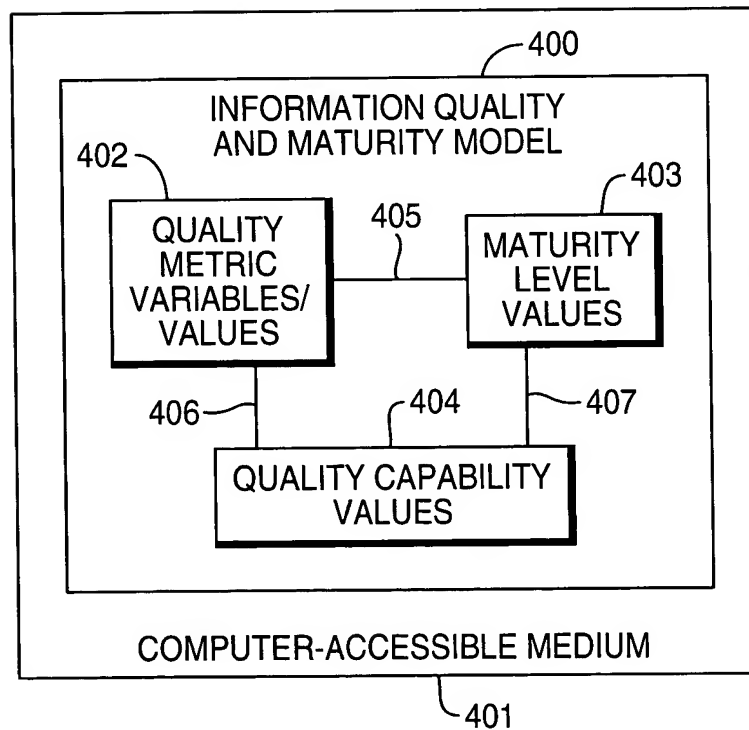 400
INFORMATION QUALITY
AND MATURITY MODEL
402
403
QUALITY
METRIC
VARIABLES/
VALUES
405
MATURITY
LEVEL
VALUES
406
404
407
QUALITY CAPABILITY
VALUES
COMPUTER-ACCESSIBLE MEDIUM
401